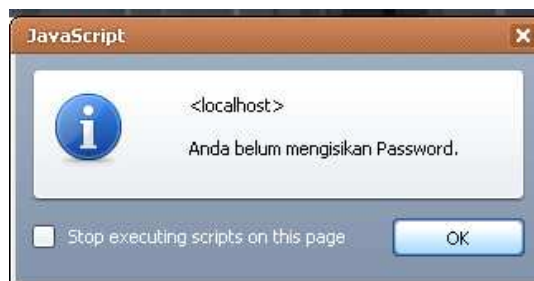 JavaScript
<localhost>
Anda belum mengisikan Password.
Stop executing scripts on this page
OK